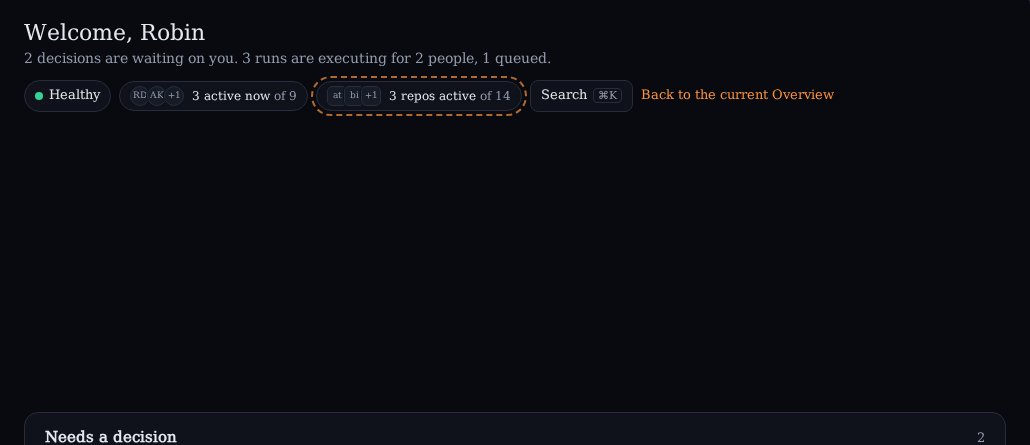 Welcome, Robin
2 decisions are waiting on you. 3 runs are executing for 2 people, 1 queued.
Healthy RD AK +1 3 active now of 9 at bi +1 3 repos active of 14 Search ⌘K Back to the current Overview
Needs a decision 2